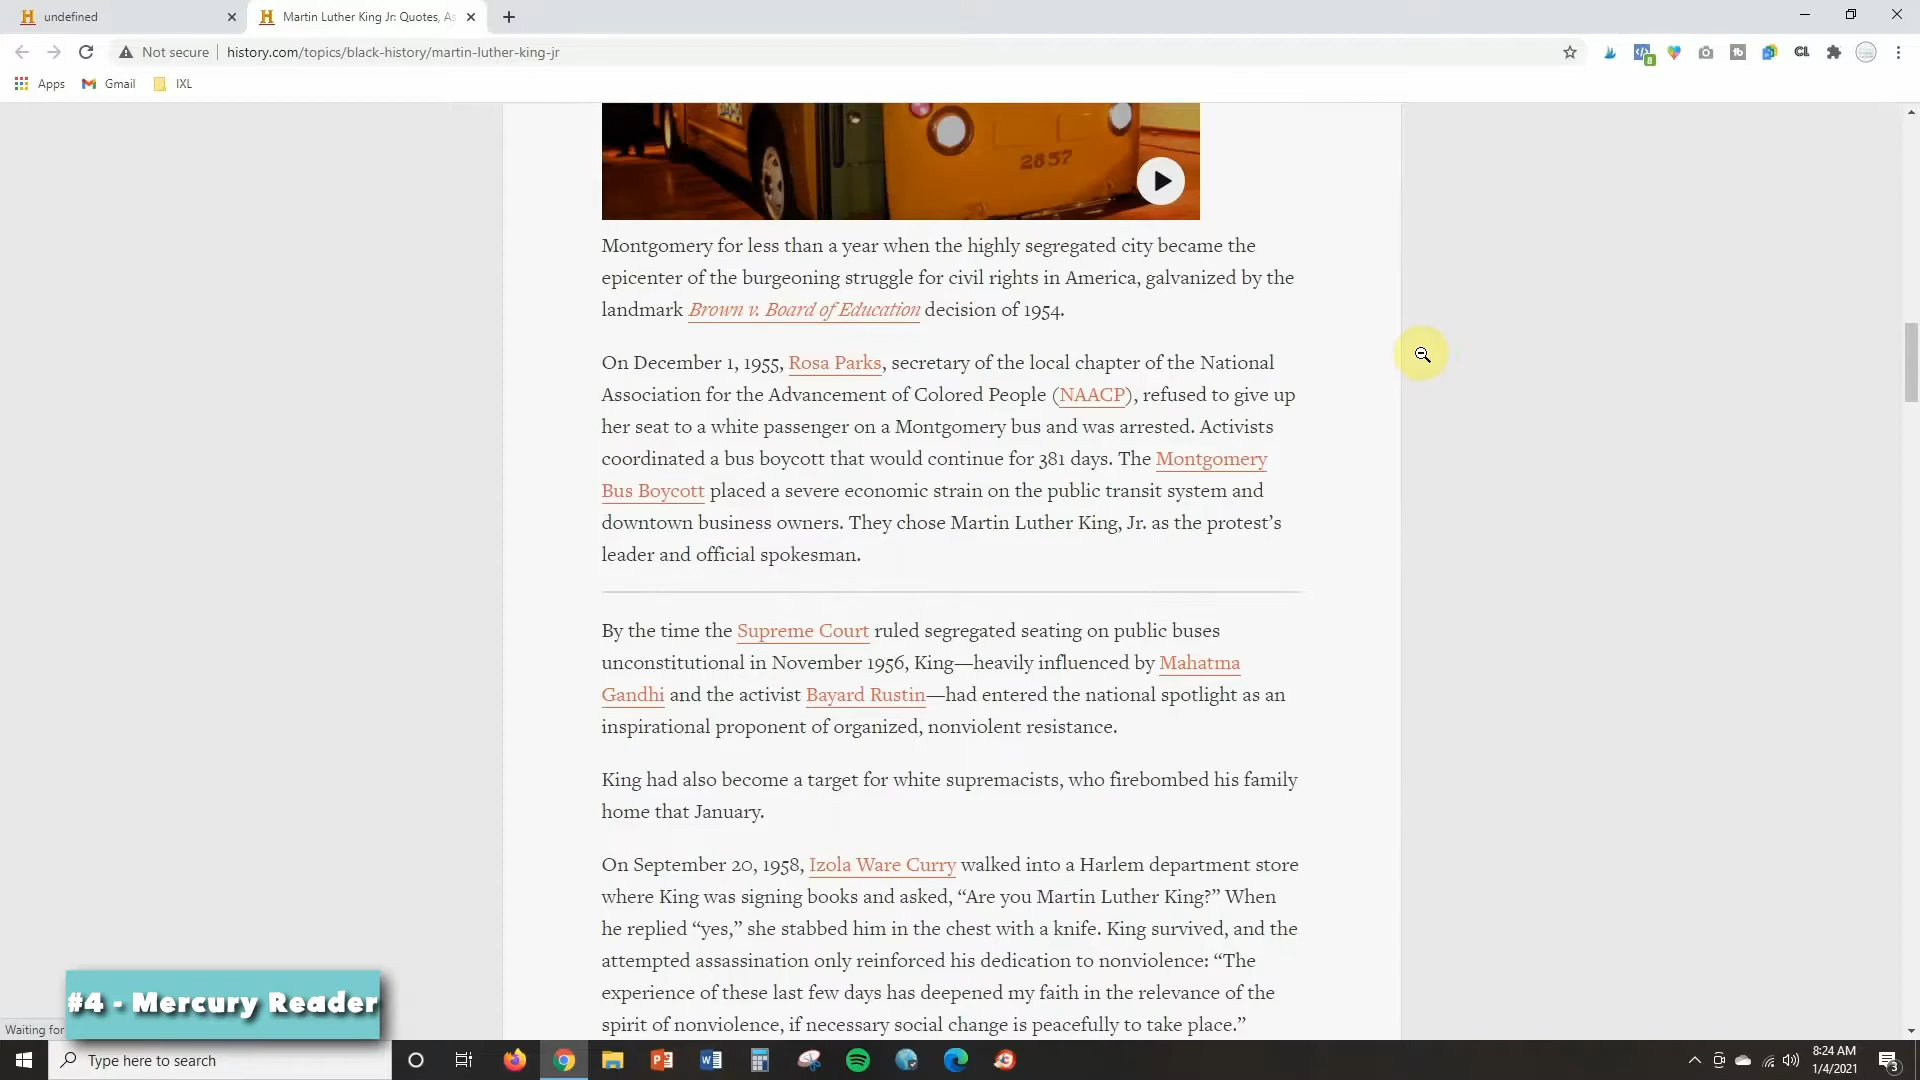 undefined
Martin Luther King Jr: Quotes, As
Not secure
history.com/topics/black-history/martin-luther-king-jr
8
CL
Apps
Gmail
IXL
2857
Montgomery for less than a year when the highly segregated city became the
epicenter of the burgeoning struggle for civil rights in America, galvanized by the
landmark Brown v. Board of Education decision of 1954.
On December 1, 1955, Rosa Parks, secretary of the local chapter of the National
Association for the Advancement of Colored People (NAACP), refused to give up
her seat to a white passenger on a Montgomery bus and was arrested. Activists
coordinated a bus boycott that would continue for 381 days. The Montgomery
Bus Boycott placed a severe economic strain on the public transit system and
downtown business owners. They chose Martin Luther King, Jr. as the protest’s
leader and official spokesman.
By the time the Supreme Court ruled segregated seating on public buses
unconstitutional in November 1956, King—heavily influenced by Mahatma
Gandhi and the activist Bayard Rustin—had entered the national spotlight as an
inspirational proponent of organized, nonviolent resistance.
King had also become a target for white supremacists, who firebombed his family
home that January.
On September 20, 1958, Izola Ware Curry walked into a Harlem department store
where King was signing books and asked, “Are you Martin Luther King?” When
he replied “yes,” she stabbed him in the chest with a knife. King survived, and the
attempted assassination only reinforced his dedication to nonviolence: “The
experience of these last few days has deepened my faith in the relevance of the
spirit of nonviolence, if necessary social change is peacefully to take place.”
#4 - Mercury Reader
Waiting for
Type here to search
8:24 AM
1/4/2021
3